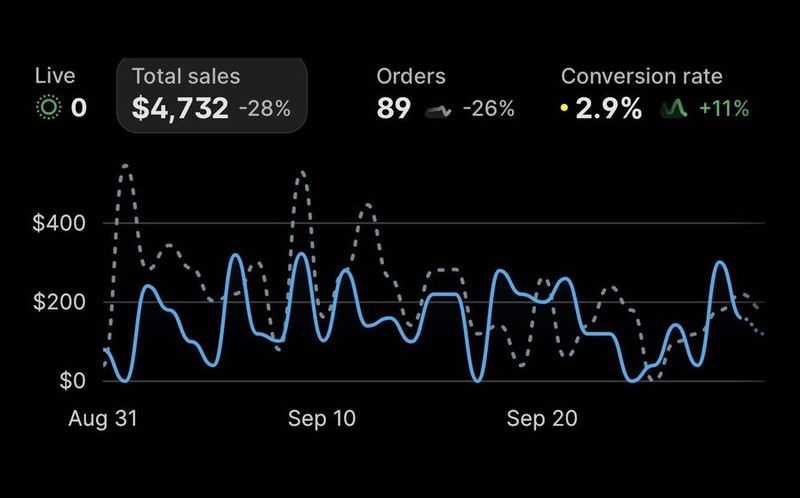 Live
0
Total sales
$4,732 -28%
Orders
89 -26%
Conversion rate
2.9% +11%
$400
$200
$0
Aug 31
Sep 10
Sep 20